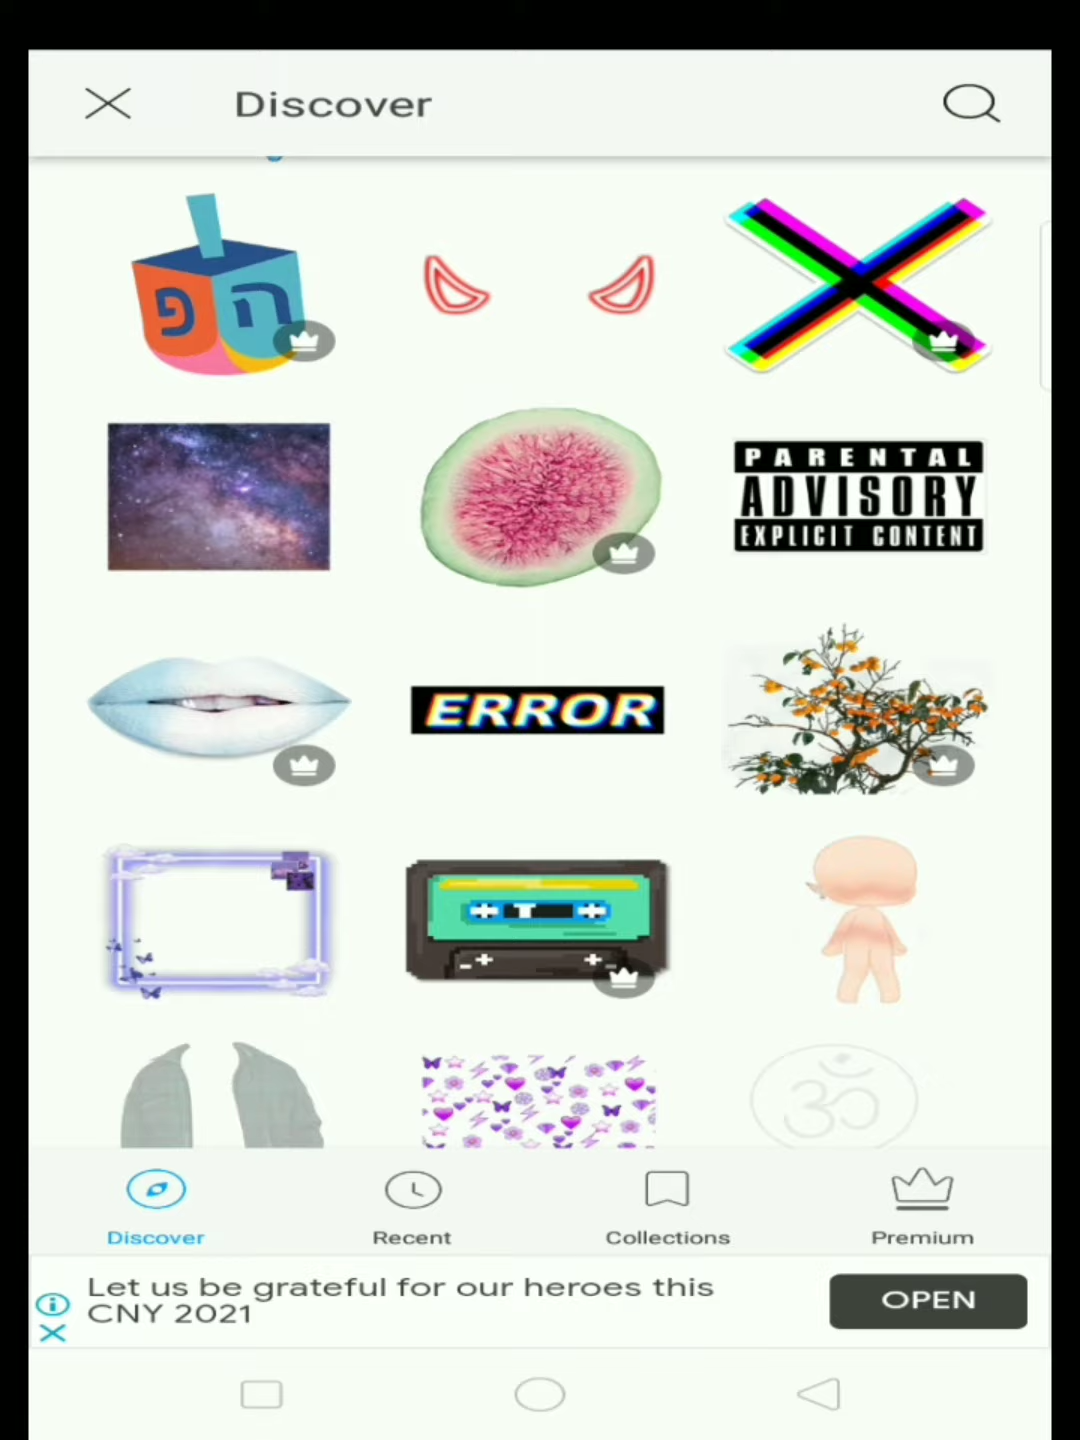 Discover
פ ה
PARENTAL
ADVISORY
EXPLICIT CONTENT
ERROR
ॐ
Discover
Recent
Collections
Premium
Let us be grateful for our heroes this
CNY 2021
OPEN